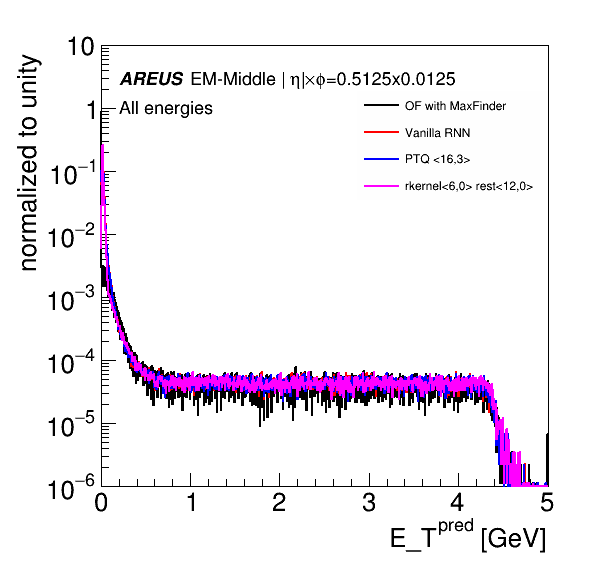 10
AREUS EM-Middle | η|×ϕ=0.5125x0.0125
All energies
OF with MaxFinder
Vanilla RNN
PTQ <16,3>
rkernel<6,0> rest<12,0>
normalized to unity
1
10⁻¹
10⁻²
10⁻³
10⁻⁴
10⁻⁵
10⁻⁶
0 1 2 3 4 5
E_T^pred [GeV]